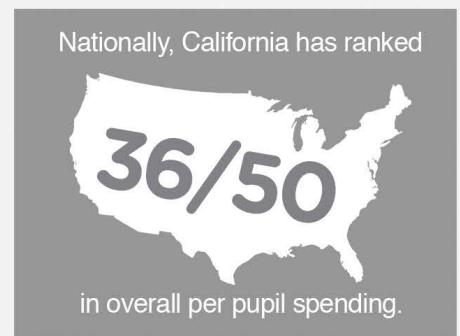 Nationally, California has ranked
36/50
in overall per pupil spending.